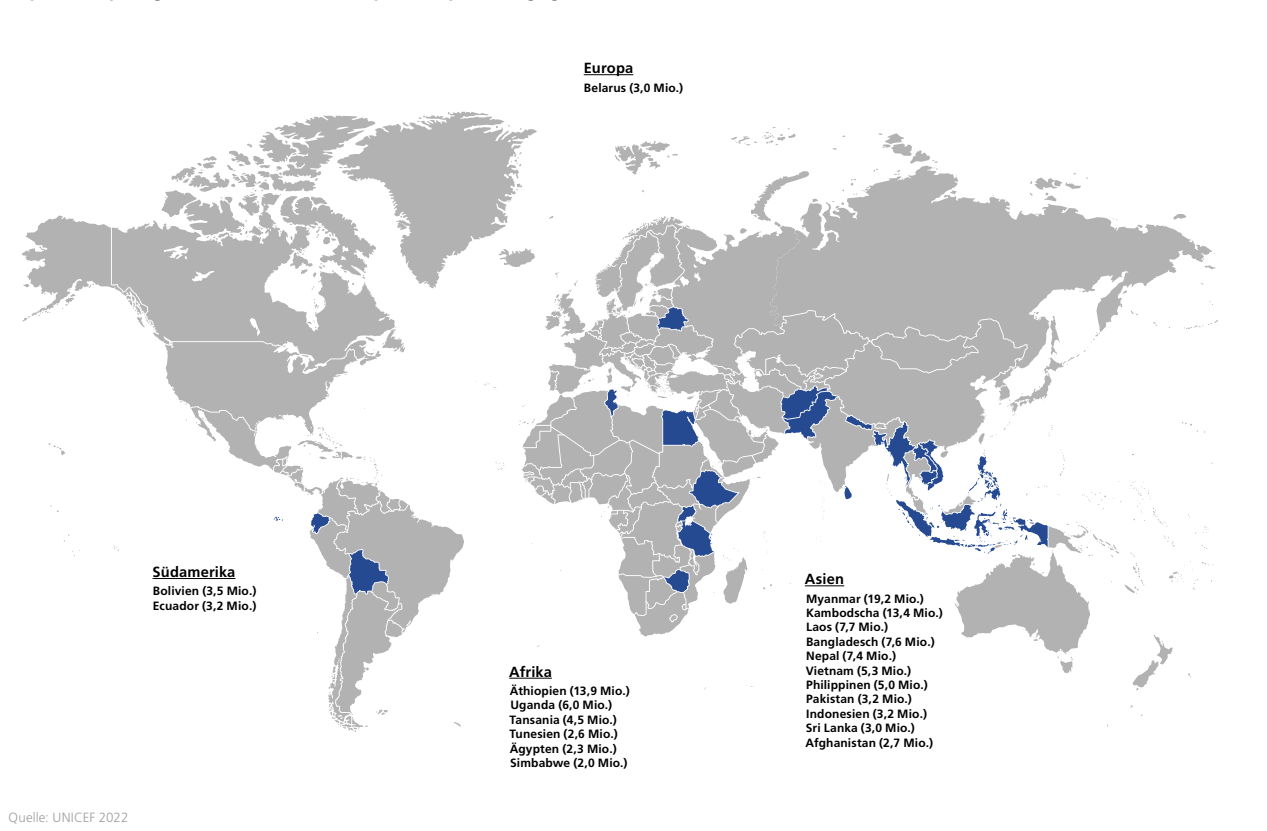 Europa
Belarus (3,0 Mio.)
Südamerika
Bolivien (3,5 Mio.)
Ecuador (3,2 Mio.)
Afrika
Äthiopien (13,9 Mio.)
Uganda (6,0 Mio.)
Tansania (4,5 Mio.)
Tunesien (2,6 Mio.)
Ägypten (2,3 Mio.)
Simbabwe (2,0 Mio.)
Asien
Myanmar (19,2 Mio.)
Kambodscha (13,4 Mio.)
Laos (7,7 Mio.)
Bangladesch (7,6 Mio.)
Nepal (7,4 Mio.)
Vietnam (5,3 Mio.)
Philippinen (5,0 Mio.)
Pakistan (3,2 Mio.)
Indonesien (3,2 Mio.)
Sri Lanka (3,0 Mio.)
Afghanistan (2,7 Mio.)
Quelle: UNICEF 2022